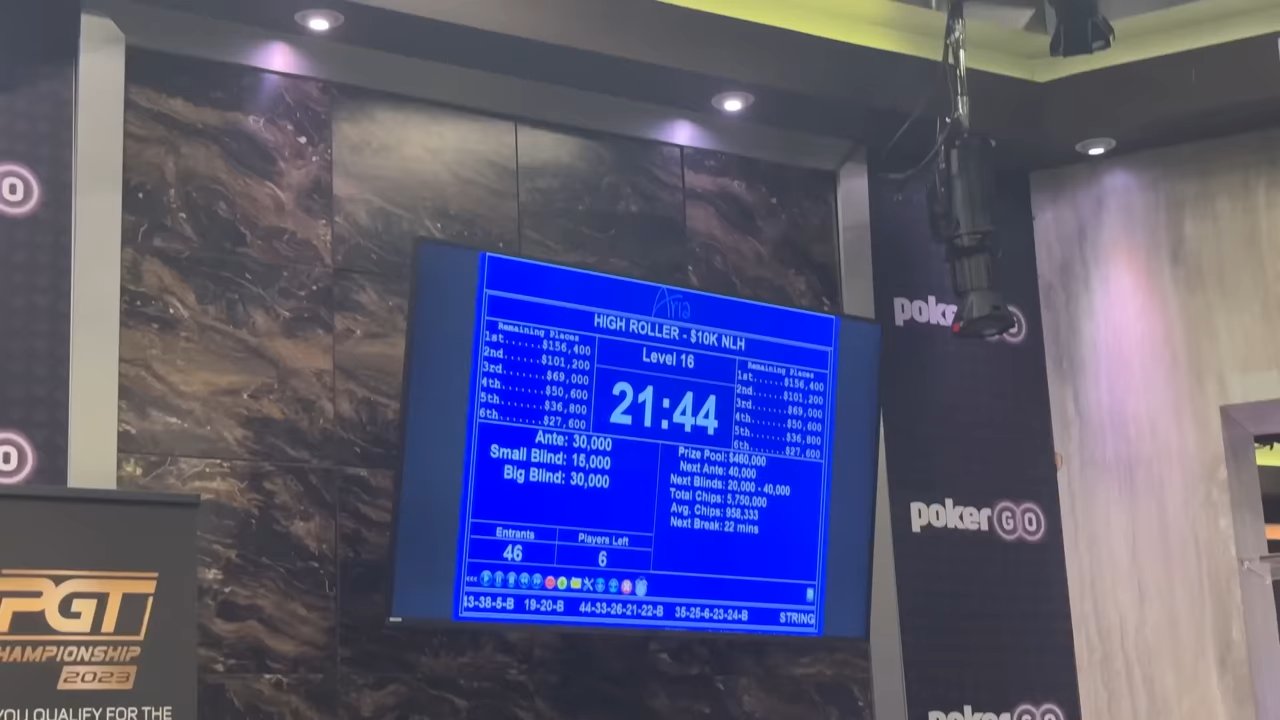 O
O
Aria
HIGH ROLLER - $10K NLH
Remaining Places
1st......$156,400
2nd......$101,200
3rd.......$69,000
4th.......$50,600
5th.......$36,800
6th.......$27,600
Level 16
21:44
Remaining Places
1st......$156,400
2nd......$101,200
3rd.......$69,000
4th.......$50,600
5th.......$36,800
6th.......$27,600
Ante: 30,000
Small Blind: 15,000
Big Blind: 30,000
Prize Pool: $460,000
Next Ante: 40,000
Next Blinds: 20,000 - 40,000
Total Chips: 5,750,000
Avg. Chips: 958,333
Next Break: 22 mins
Entrants
46
Players Left
6
13-38-5-B 19-20-B 44-33-26-21-22-B 35-25-6-23-24-B STRING
poker
pokerGO
pokerGO
PGT
HAMPIONSHIP
2023
YOU QUALIFY FOR THE